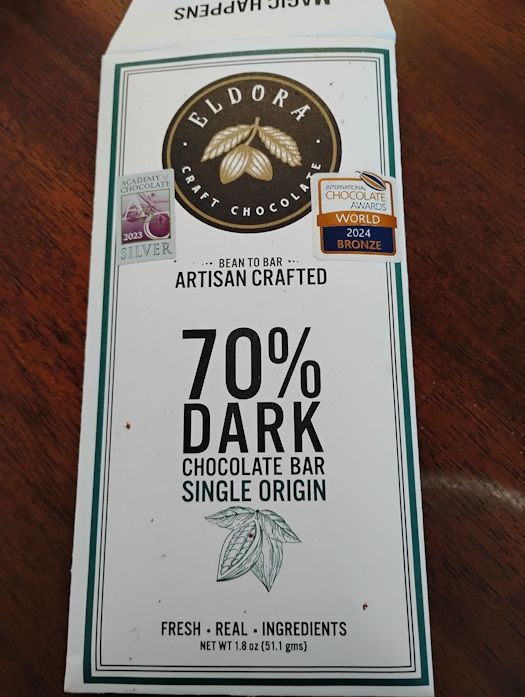 MAGIC HAPPENS
ELDORA
CRAFT CHOCOLATE
ACADEMY of
CHOCOLATE
A
2023
SILVER
INTERNATIONAL
CHOCOLATE
AWARDS
WORLD
2024
BRONZE
··· BEAN TO BAR ···
ARTISAN CRAFTED
70%
DARK
CHOCOLATE BAR
SINGLE ORIGIN
FRESH • REAL • INGREDIENTS
NET WT 1.8 oz {51.1 gms}